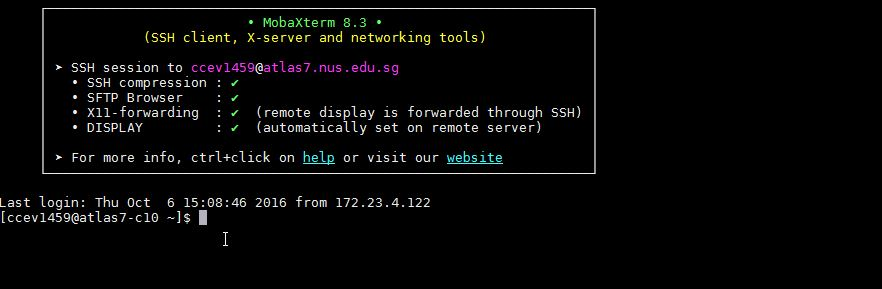 • MobaXterm 8.3 •
(SSH client, X-server and networking tools)
➤ SSH session to ccev1459@atlas7.nus.edu.sg
• SSH compression : ✔
• SFTP Browser : ✔
• X11-forwarding : ✔ (remote display is forwarded through SSH)
• DISPLAY : ✔ (automatically set on remote server)
➤ For more info, ctrl+click on help or visit our website
Last login: Thu Oct  6 15:08:46 2016 from 172.23.4.122
[ccev1459@atlas7-c10 ~]$